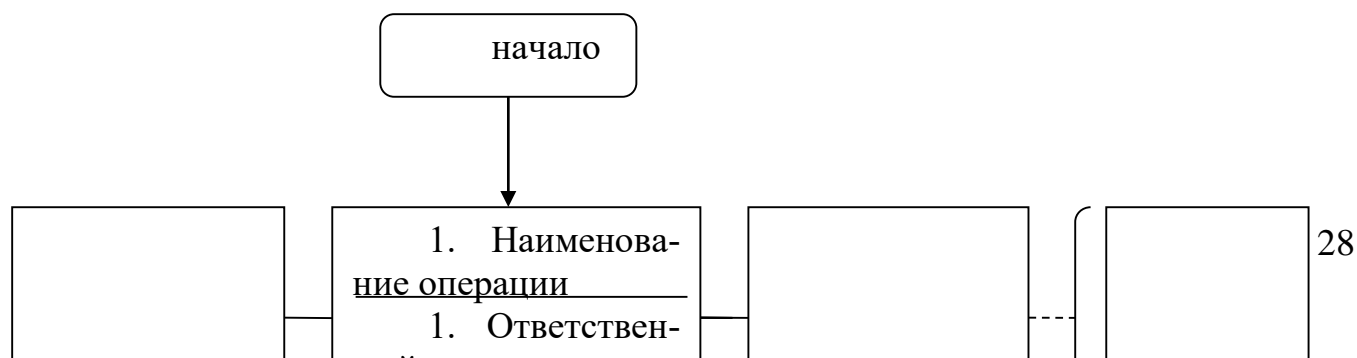 начало
1. Наименова-
ние операции
28
1. Ответствен-